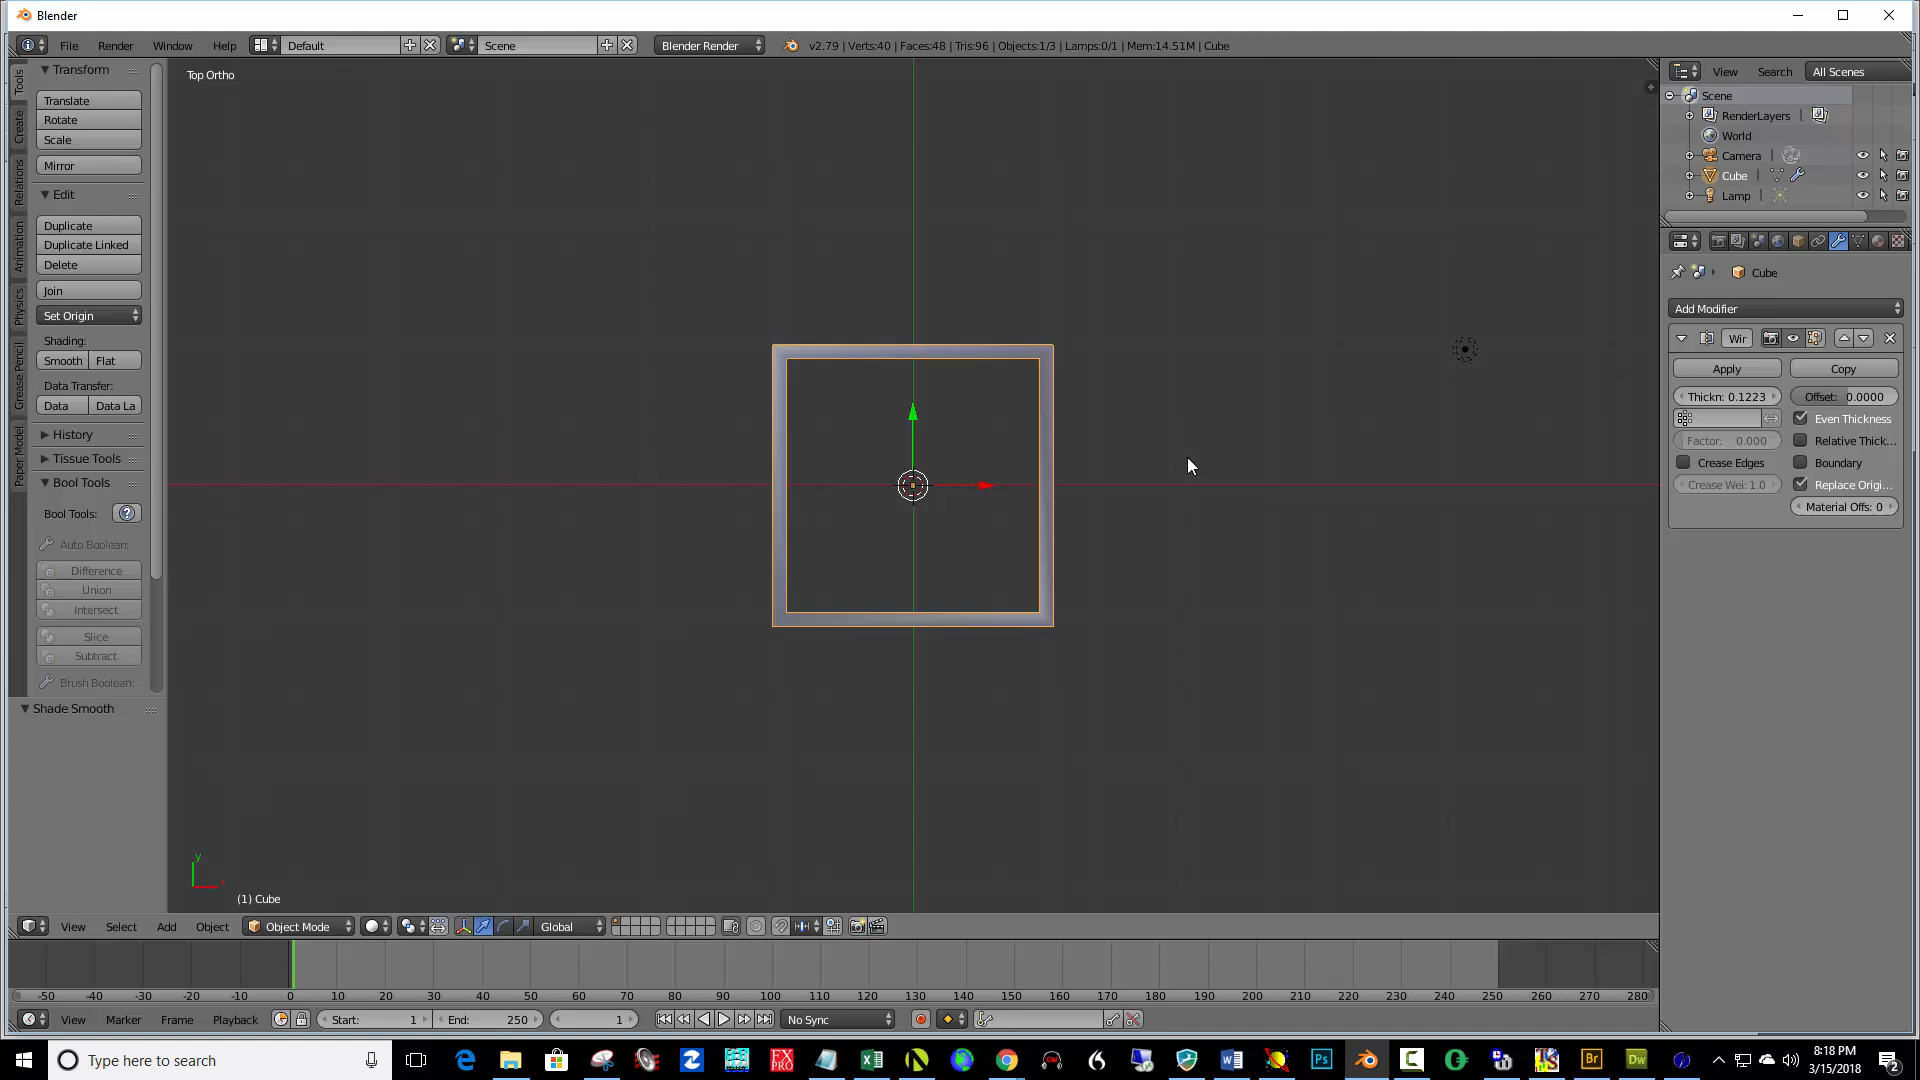 Blender
File Render Window Help Default Scene Blender Render v2.79 | Verts:40 | Faces:48 | Tris:96 | Objects:1/3 | Lamps:0/1 | Mem:14.51M | Cube
Top Ortho
Tools
Create
Relations
Animation
Physics
Grease Pencil
Paper Model
Transform
Translate
Rotate
Scale
Mirror
Edit
Duplicate
Duplicate Linked
Delete
Join
Set Origin
Shading:
Smooth Flat
Data Transfer:
Data Data La
History
Tissue Tools
Bool Tools
Bool Tools:
Auto Boolean:
Difference
Union
Intersect
Slice
Subtract
Brush Boolean:
Shade Smooth
y
x
(1) Cube
View Search All Scenes
Scene
RenderLayers
World
Camera
Cube
Lamp
Cube
Add Modifier
Wir
Apply Copy
Thickn: 0.1223 Offset: 0.0000
Even Thickness
Factor: 0.000 Relative Thick...
Crease Edges Boundary
Crease Wei: 1.0 Replace Origi...
Material Offs: 0
View Select Add Object Object Mode Global
-50 -40 -30 -20 -10 0 10 20 30 40 50 60 70 80 90 100 110 120 130 140 150 160 170 180 190 200 210 220 230 240 250 260 270 280
View Marker Frame Playback Start: 1 End: 250 1 No Sync
Type here to search
8:18 PM
3/15/2018
2
FX
PRO
CW
Ps
Br
Dw